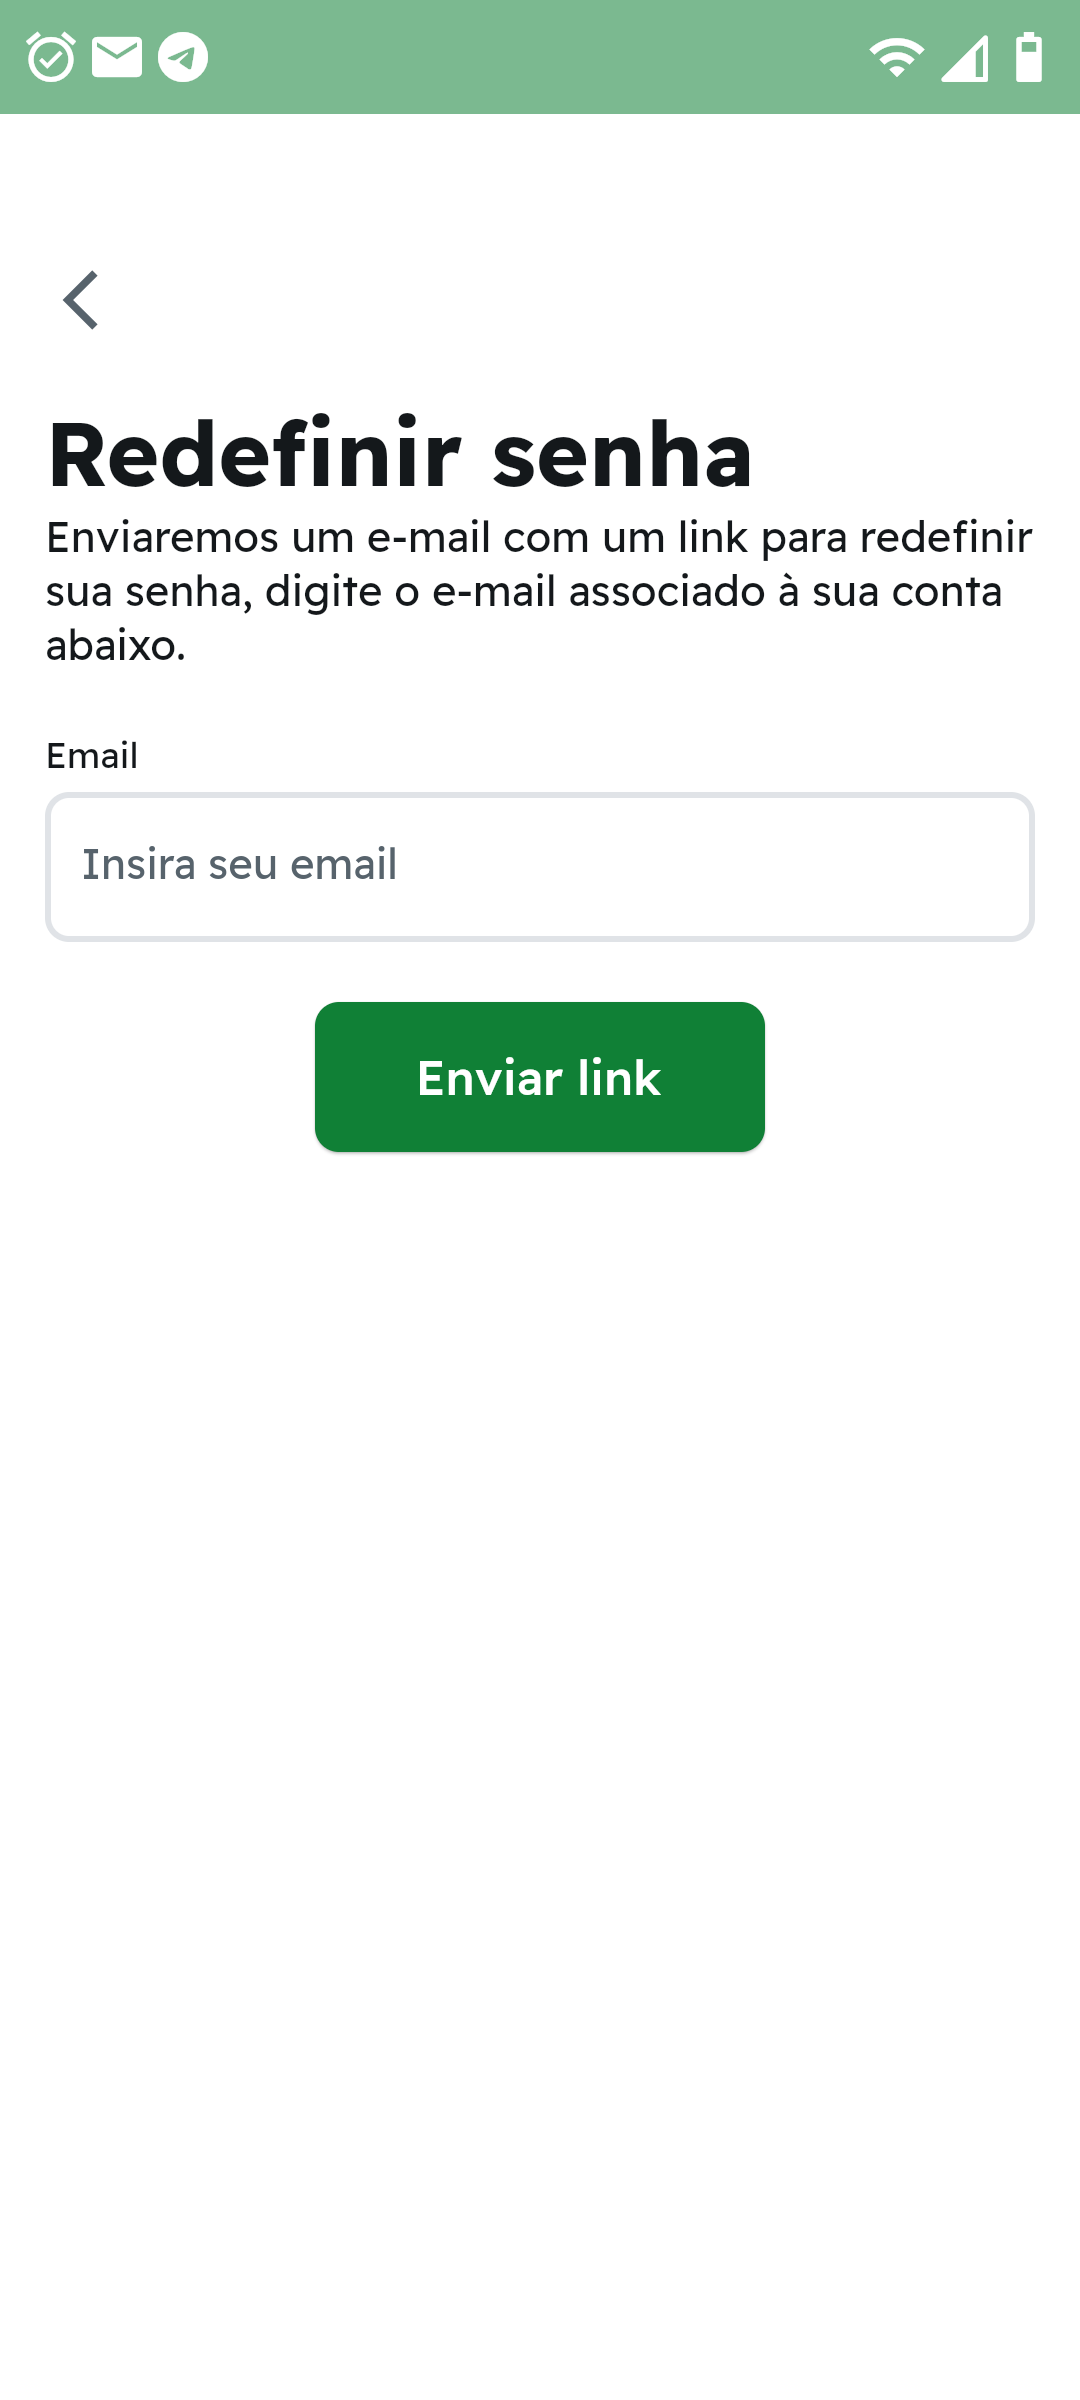 Redefinir senha
Enviaremos um e-mail com um link para redefinir
sua senha, digite o e-mail associado à sua conta
abaixo.
Email
Insira seu email
Enviar link